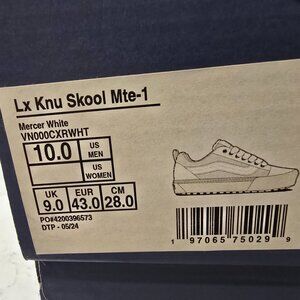 Lx Knu Skool Mte-1
Mercer White
VN000CXRWHT
10.0 US MEN
US WOMEN
UK EUR CM
9.0 43.0 28.0
PO#4200396573
DTP - 05/24
1 97065 75029 9